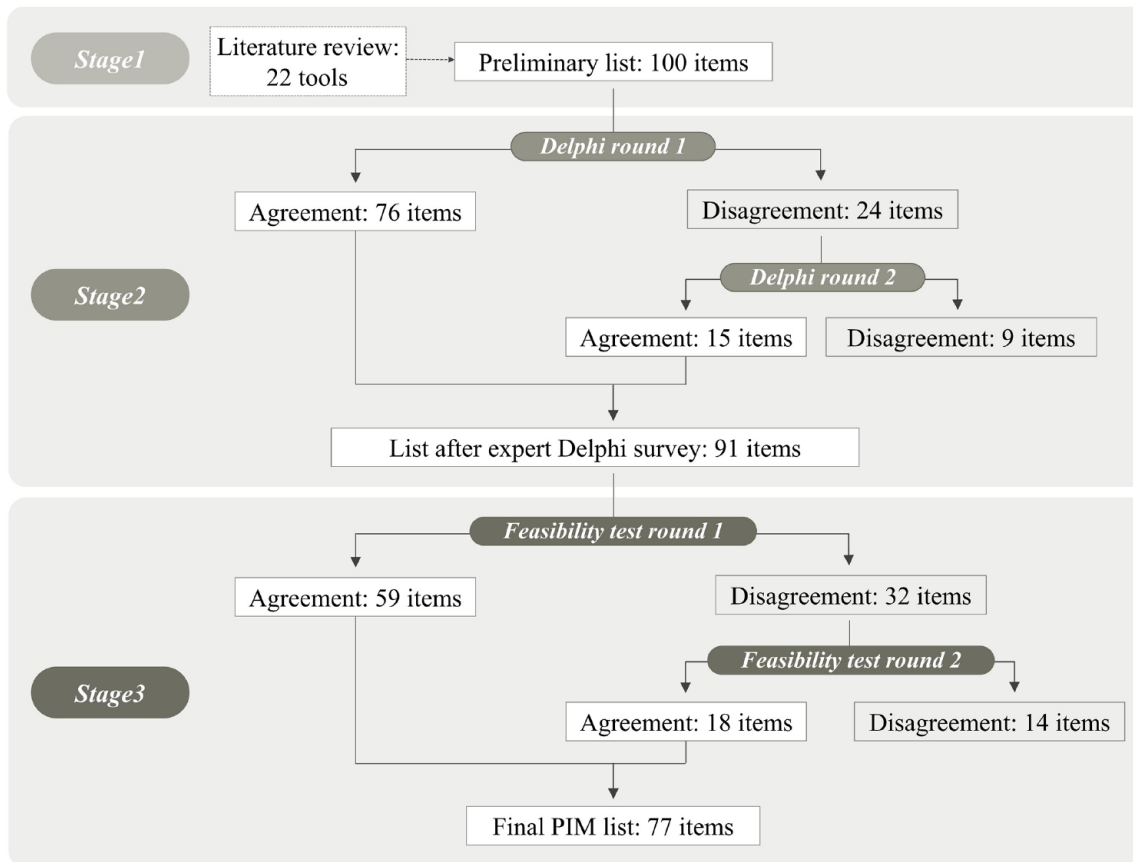 Stage1
Literature review:
22 tools
Preliminary list: 100 items
Delphi round 1
Agreement: 76 items
Disagreement: 24 items
Stage2
Delphi round 2
Agreement: 15 items
Disagreement: 9 items
List after expert Delphi survey: 91 items
Feasibility test round 1
Agreement: 59 items
Disagreement: 32 items
Stage3
Feasibility test round 2
Agreement: 18 items
Disagreement: 14 items
Final PIM list: 77 items